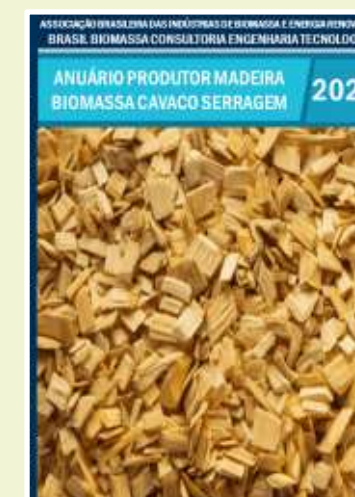 ASSOCIAÇÃO BRASILEIRA DAS INDÚSTRIAS DE BIOMASSA E ENERGIA
BRASIL BIOMASSA CONSULTORIA ENGENHARIA
ANUÁRIO PRODUTOR MADEIRA
BIOMASSA CAVACO SERRAGEM